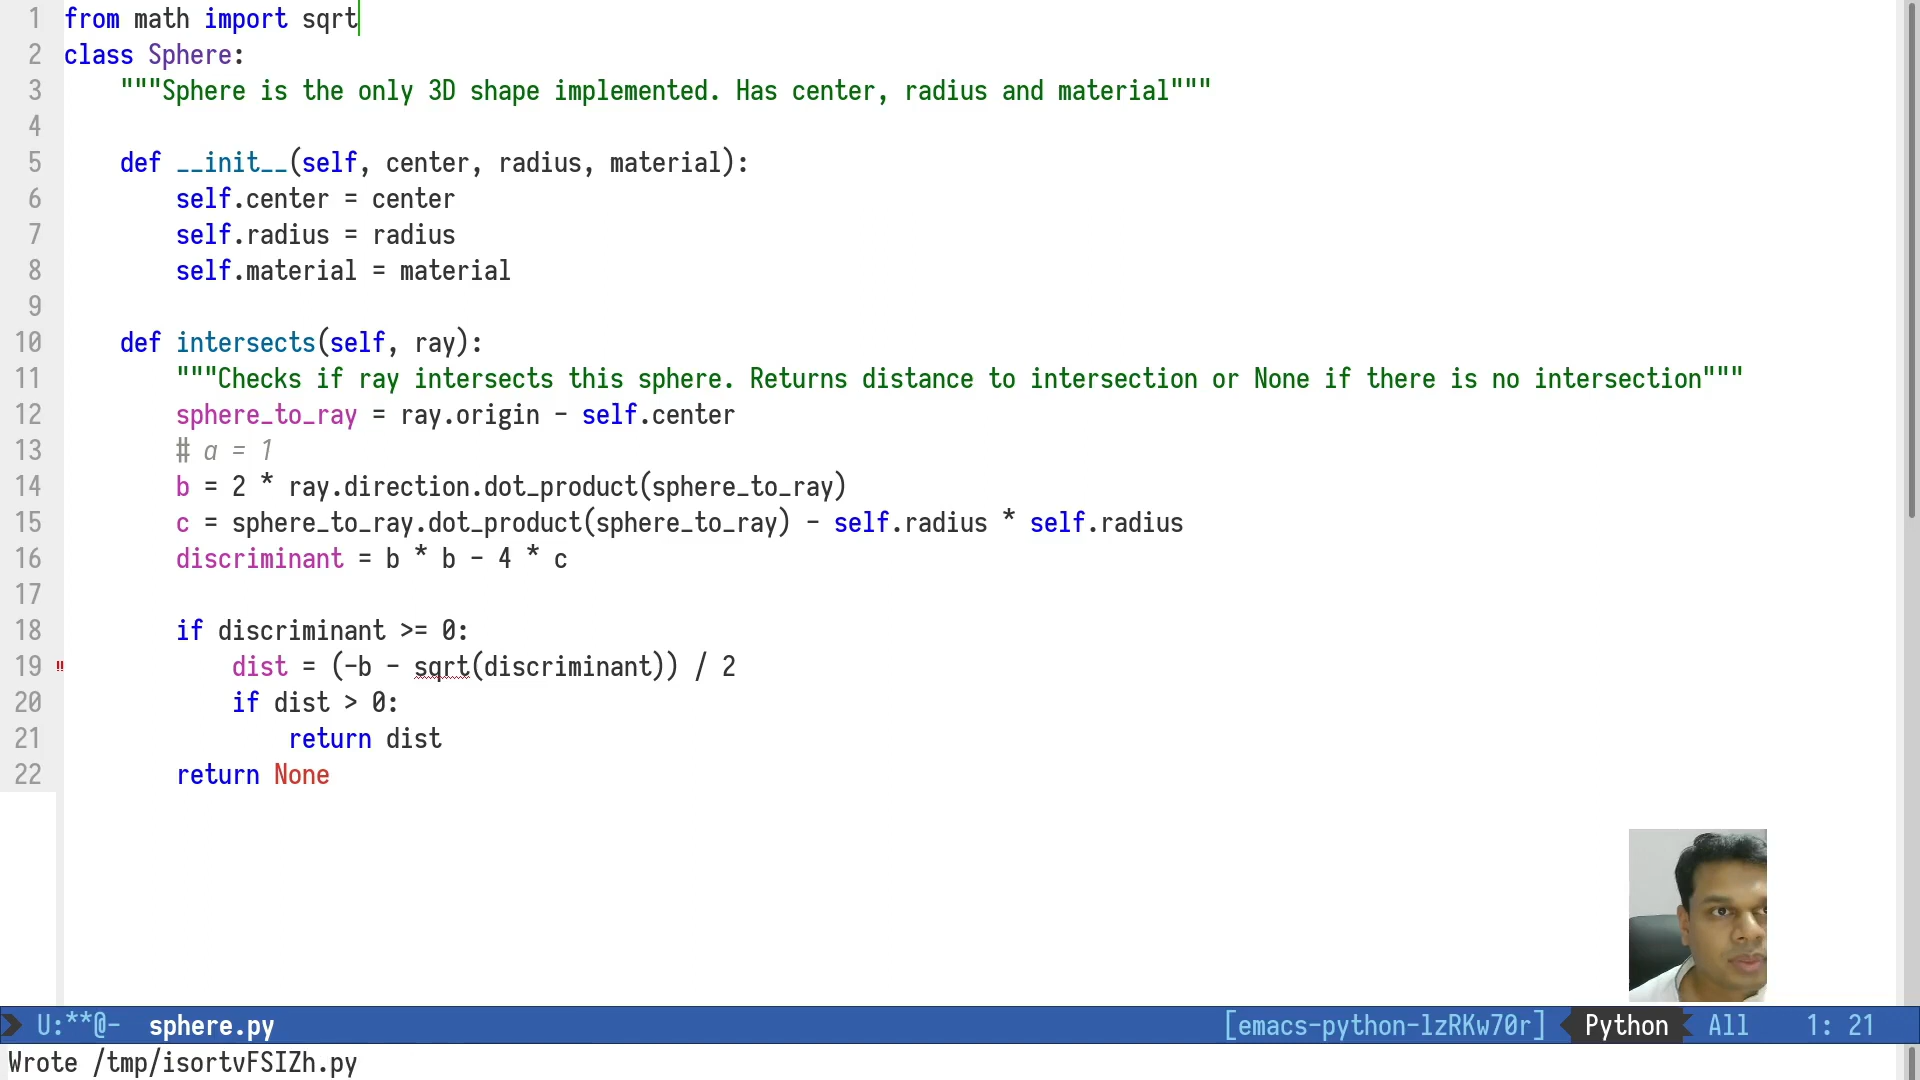 1 from math import sqrt
2 class Sphere:
3 """Sphere is the only 3D shape implemented. Has center, radius and material"""
4
5 def __init__(self, center, radius, material):
6 self.center = center
7 self.radius = radius
8 self.material = material
9
10 def intersects(self, ray):
11 """Checks if ray intersects this sphere. Returns distance to intersection or None if there is no intersection"""
12 sphere_to_ray = ray.origin - self.center
13 # a = 1
14 b = 2 * ray.direction.dot_product(sphere_to_ray)
15 c = sphere_to_ray.dot_product(sphere_to_ray) - self.radius * self.radius
16 discriminant = b * b - 4 * c
17
18 if discriminant >= 0:
19 !! dist = (-b - sqrt(discriminant)) / 2
20 if dist > 0:
21 return dist
22 return None
U:**@- sphere.py [emacs-python-lzRKw70r] Python All 1: 21
Wrote /tmp/isortvFSIZh.py